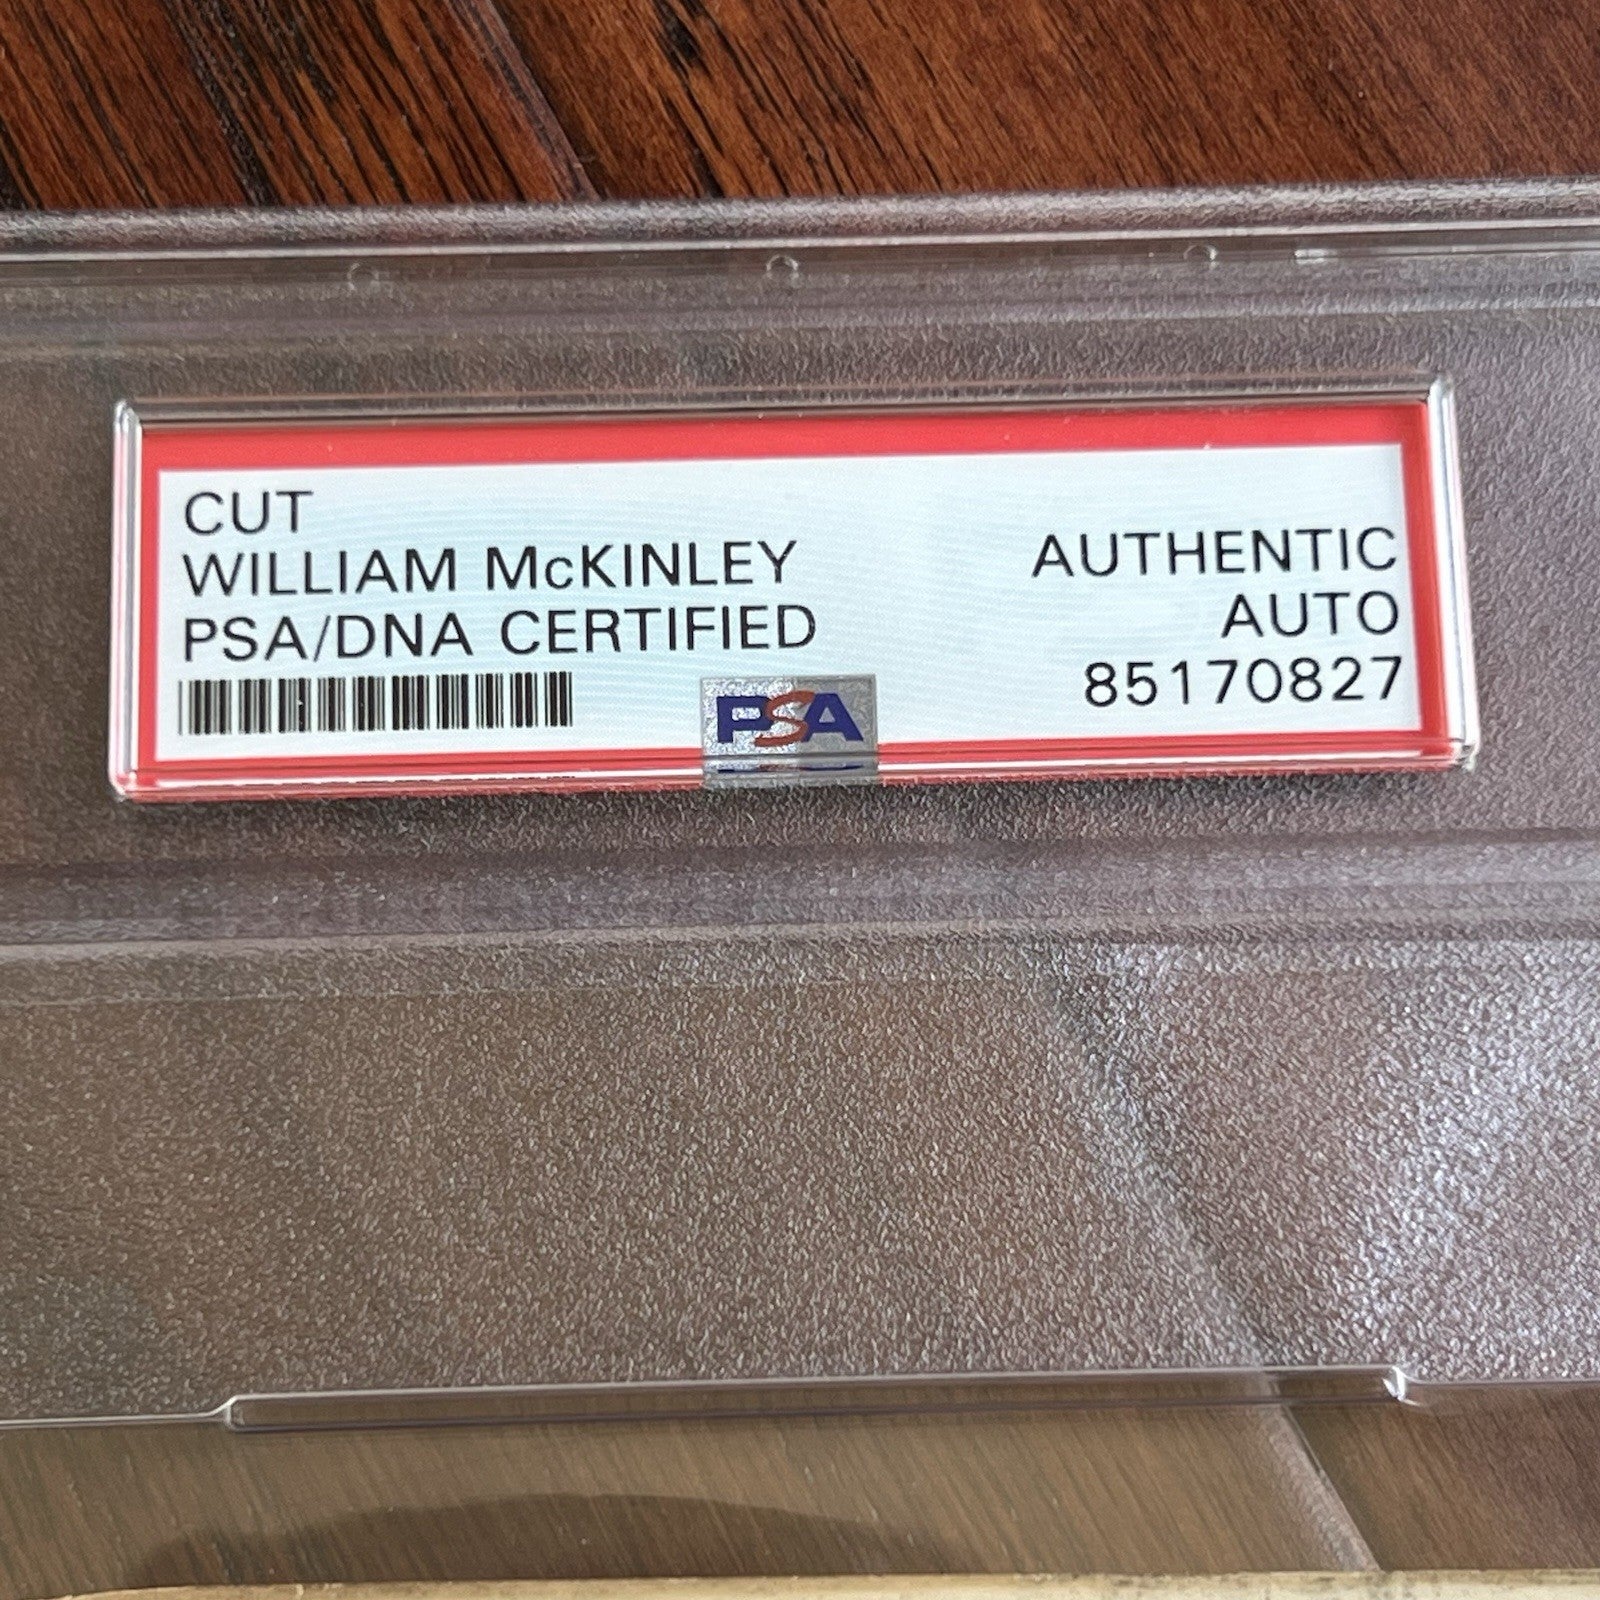 CUT
WILLIAM McKINLEY
PSA/DNA CERTIFIED
AUTHENTIC
AUTO
85170827
PSA